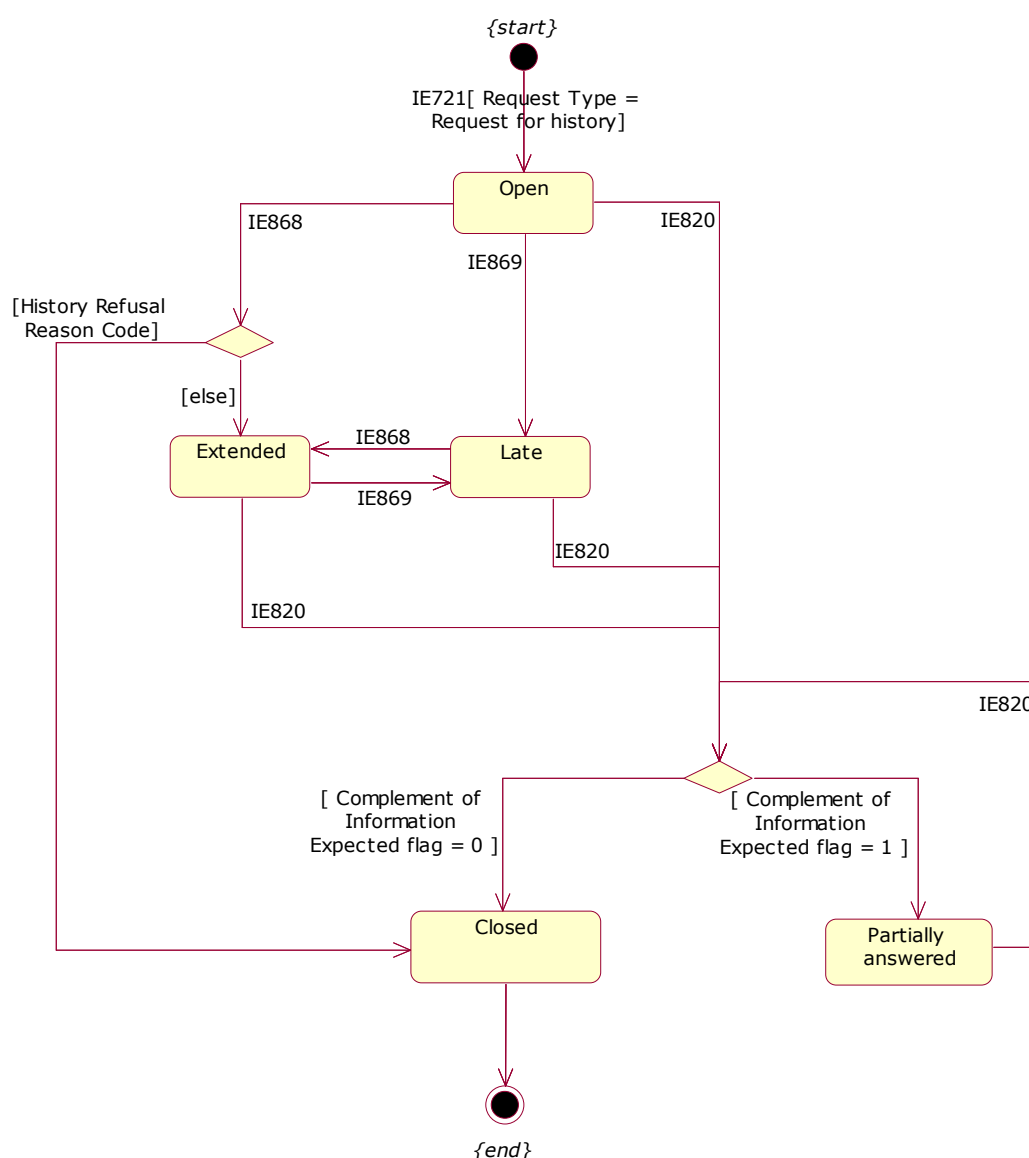 {start}
IE721[ Request Type =
Request for history]
Open
IE868
IE820
IE869
[History Refusal
Reason Code]
[else]
Extended
IE868
Late
IE869
IE820
IE820
IE820
[ Complement of
Information
Expected flag = 0 ]
[ Complement of
Information
Expected flag = 1 ]
Closed
Partially
answered
{end}